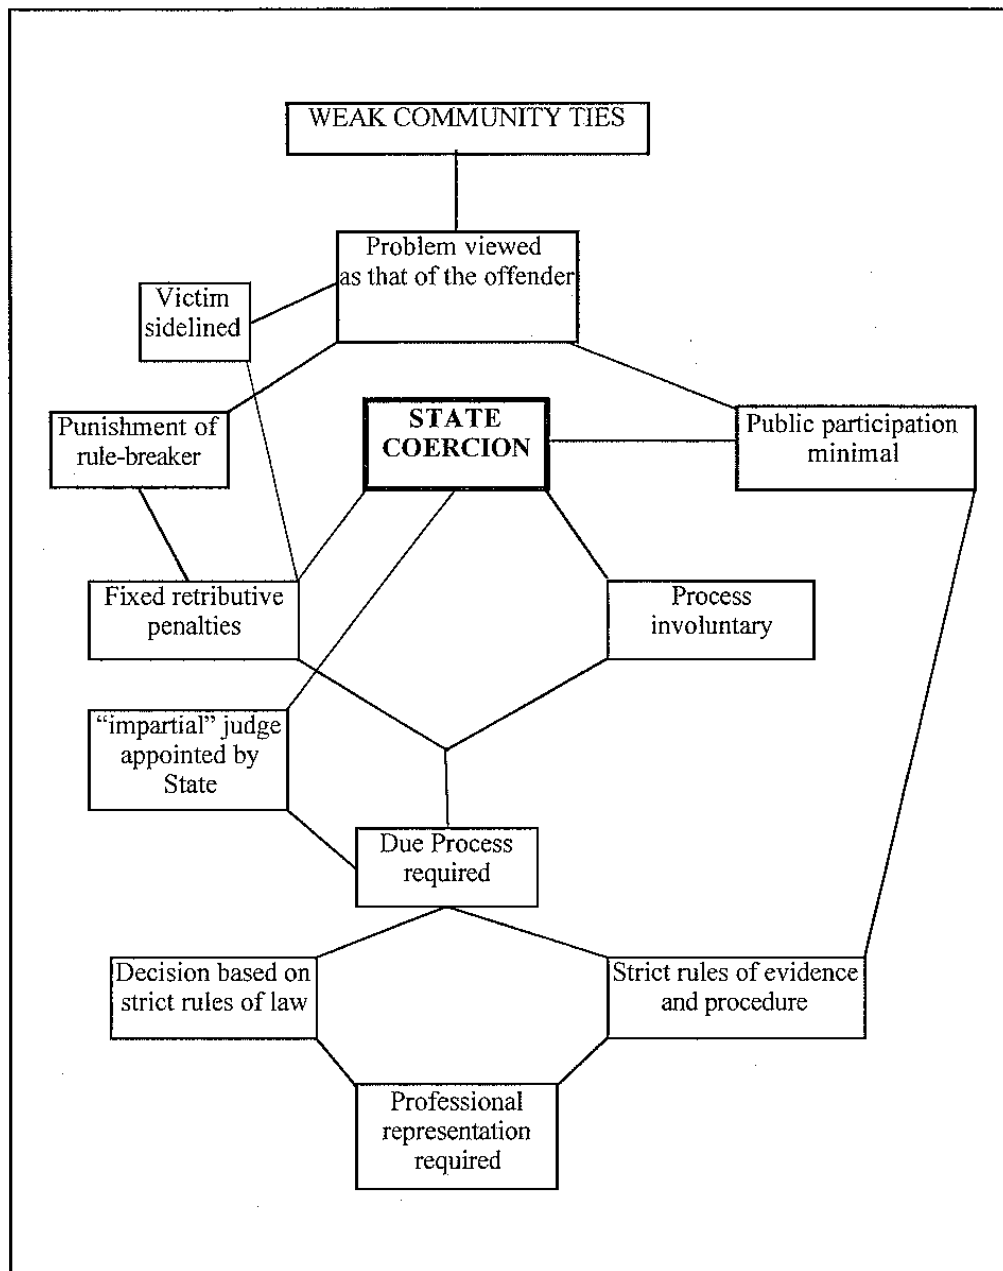 WEAK COMMUNITY TIES
Problem viewed
as that of the offender
Victim
sidelined
Punishment of
rule-breaker
STATE
COERCION
Public participation
minimal
Fixed retributive
penalties
Process
involuntary
“impartial” judge
appointed by
State
Due Process
required
Decision based on
strict rules of law
Strict rules of evidence
and procedure
Professional
representation
required